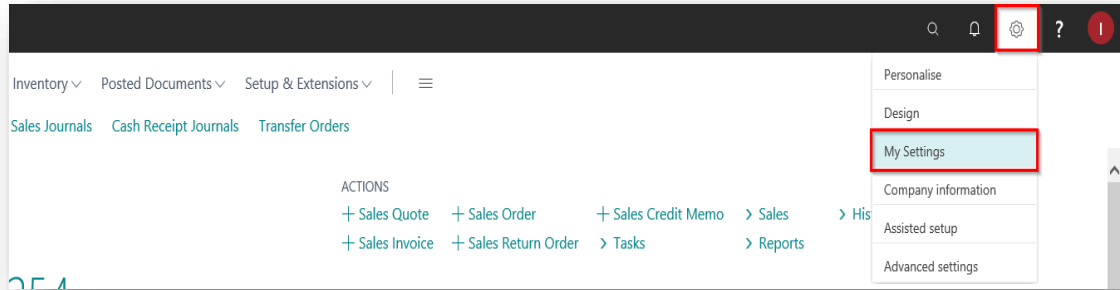 ? I
Inventory Posted Documents Setup & Extensions
Sales Journals Cash Receipt Journals Transfer Orders
Personalise
Design
My Settings
Company information
Assisted setup
Advanced settings
ACTIONS
+ Sales Quote + Sales Order + Sales Credit Memo > Sales > His
+ Sales Invoice + Sales Return Order > Tasks > Reports